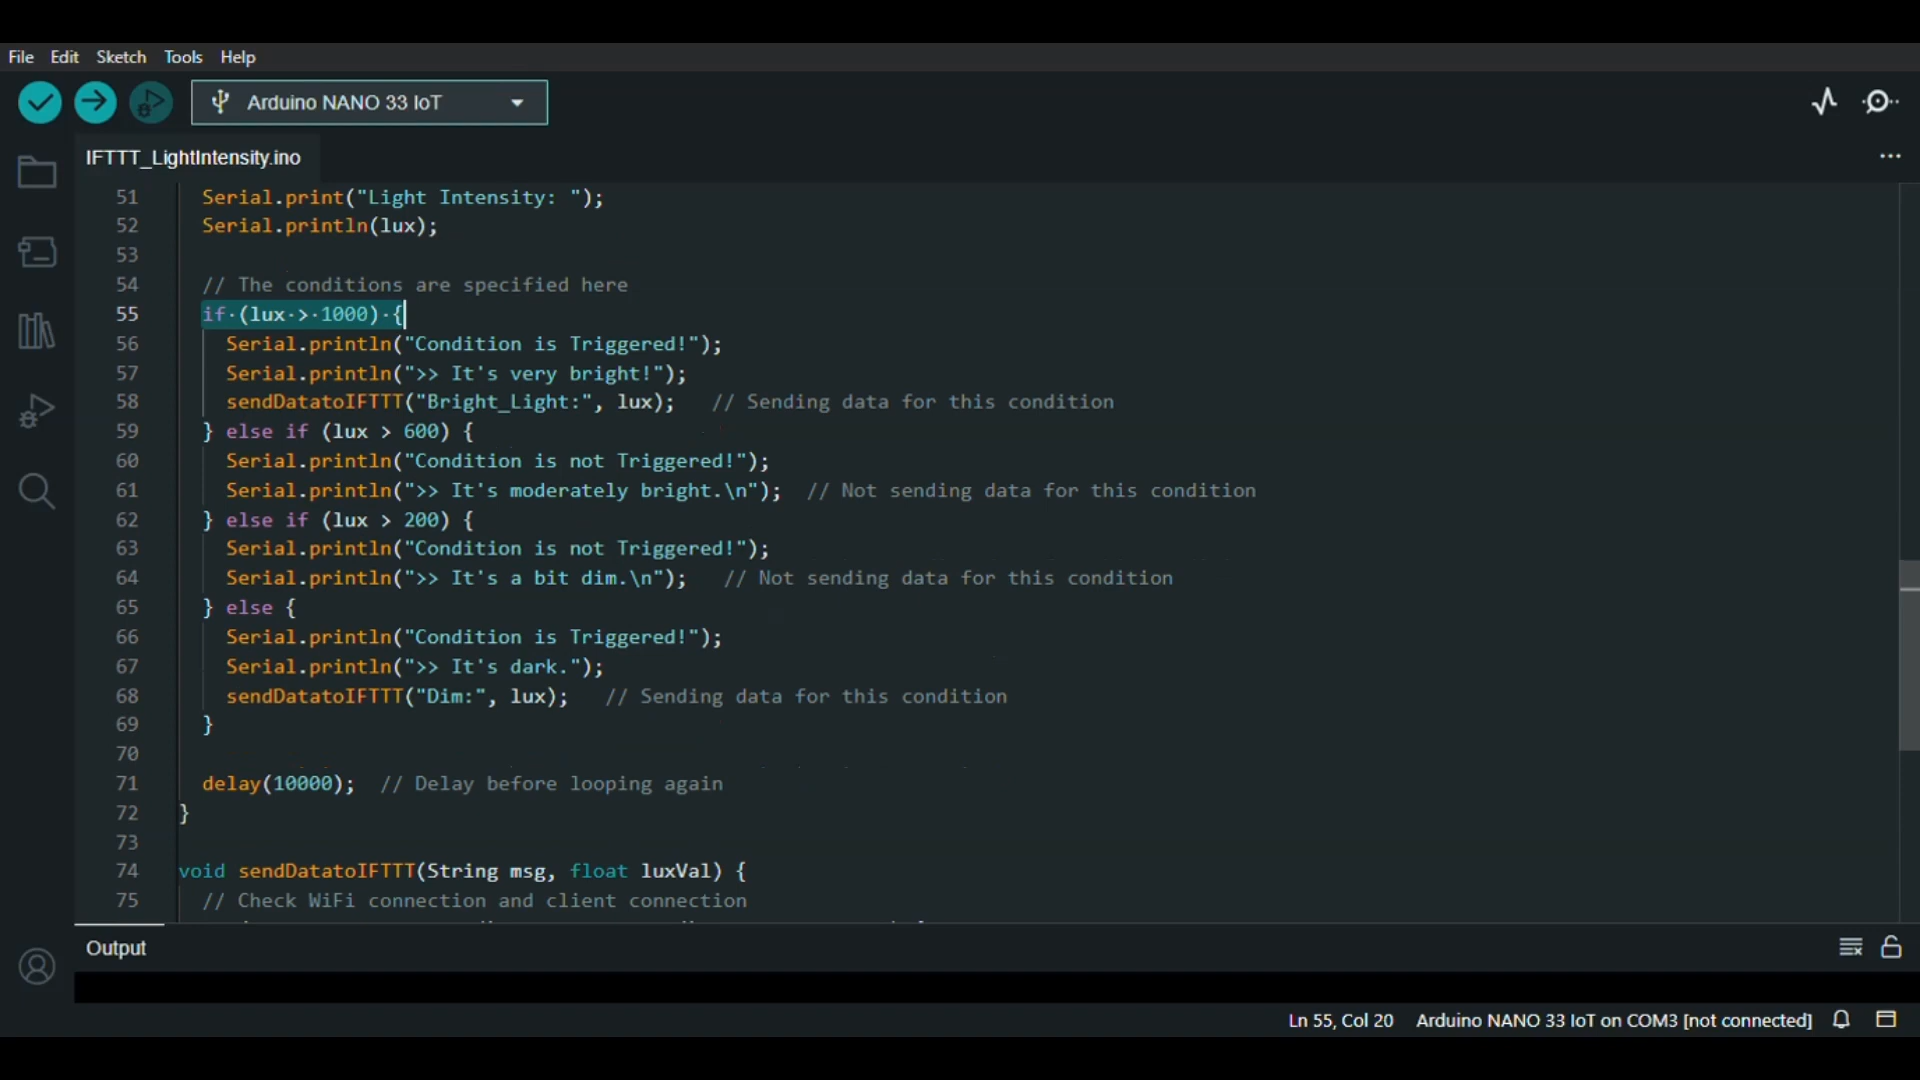 File Edit Sketch Tools Help
Arduino NANO 33 IoT
IFTTT_LightIntensity.ino
51 Serial.print("Light Intensity: ");
52 Serial.println(lux);
53
54 // The conditions are specified here
55 if (lux > 1000) {
56 Serial.println("Condition is Triggered!");
57 Serial.println(">> It's very bright!");
58 sendDatatoIFTTT("Bright_Light:", lux); // Sending data for this condition
59 } else if (lux > 600) {
60 Serial.println("Condition is not Triggered!");
61 Serial.println(">> It's moderately bright.\n"); // Not sending data for this condition
62 } else if (lux > 200) {
63 Serial.println("Condition is not Triggered!");
64 Serial.println(">> It's a bit dim.\n"); // Not sending data for this condition
65 } else {
66 Serial.println("Condition is Triggered!");
67 Serial.println(">> It's dark.");
68 sendDatatoIFTTT("Dim:", lux); // Sending data for this condition
69 }
70
71 delay(10000); // Delay before looping again
72 }
73
74 void sendDatatoIFTTT(String msg, float luxVal) {
75 // Check WiFi connection and client connection
Output
Ln 55, Col 20 Arduino NANO 33 IoT on COM3 [not connected]